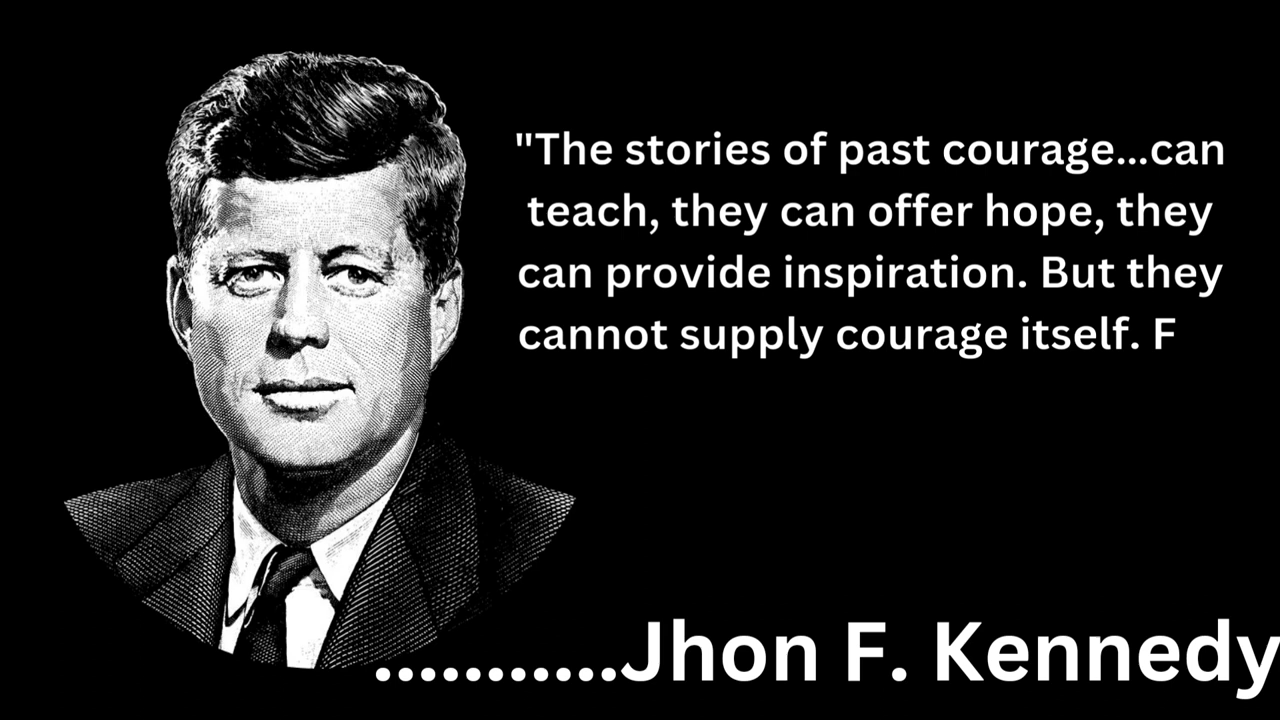 "The stories of past courage...can
teach, they can offer hope, they
can provide inspiration. But they
cannot supply courage itself. F
...........Jhon F. Kennedy